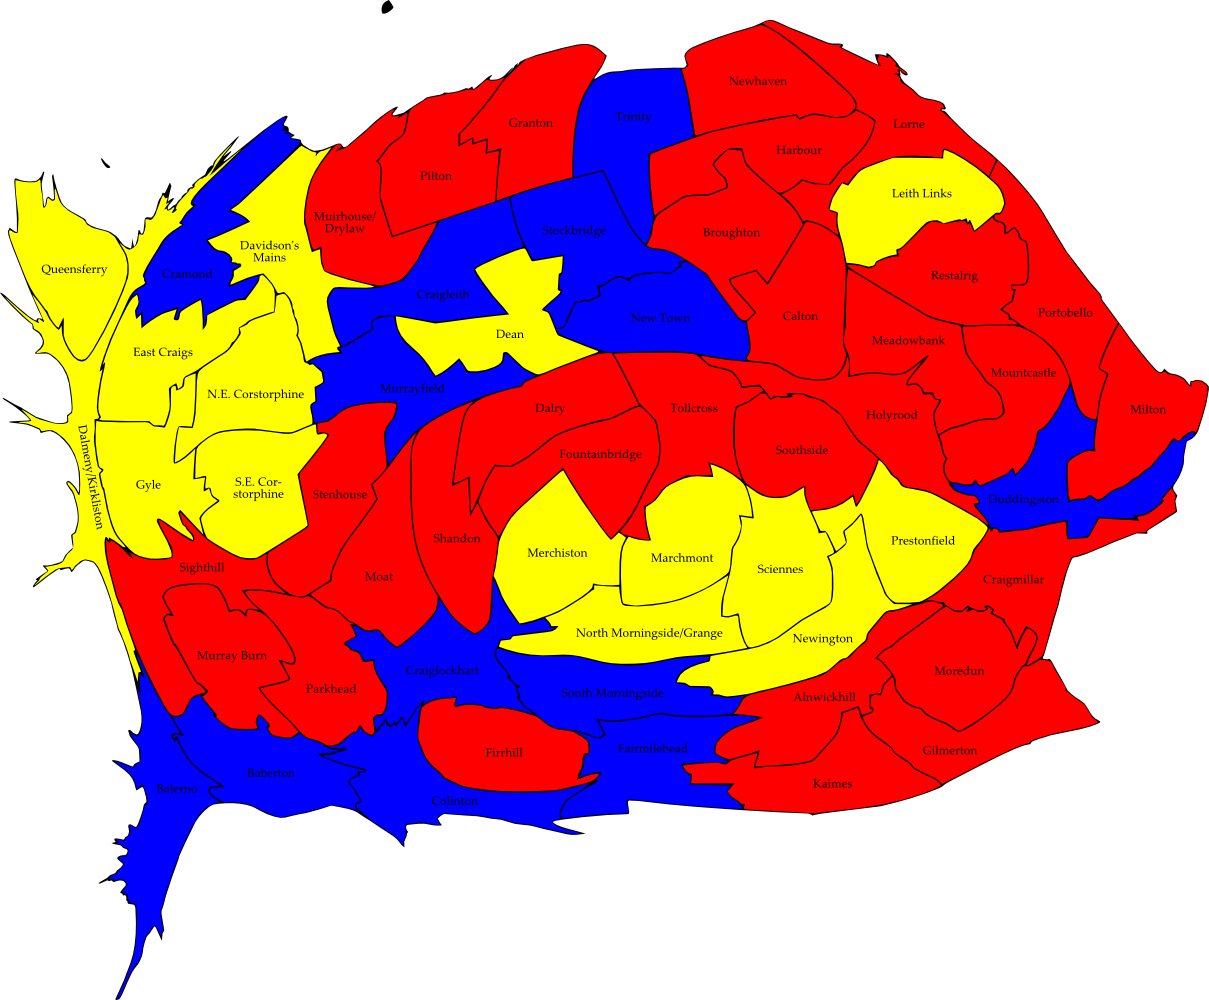 Newhaven
Trinity
Granton
Lorne
Harbour
Pilton
Leith Links
Muirhouse/
Drylaw
Stockbridge
Broughton
Davidson's
Mains
Queensferry
Cramond
Restalrig
Craigleith
Portobello
Calton
New Town
Dean
Meadowbank
East Craigs
Mountcastle
Murrayfield
N.E. Corstorphine
Dalry
Tollcross
Milton
Holyrood
Southside
Fountainbridge
Dalmeny/Kirkliston
Gyle
S.E. Cor-
storphine
Stenhouse
Duddingston
Shandon
Prestonfield
Merchiston
Marchmont
Sciennes
Sighthill
Moat
Craigmillar
North Morningside/Grange
Newington
Murray Burn
Craiglockhart
Moredun
Parkhead
South Morningside
Alnwickhill
Firrhill
Fairmilehead
Gilmerton
Baberton
Balerno
Kaimes
Colinton